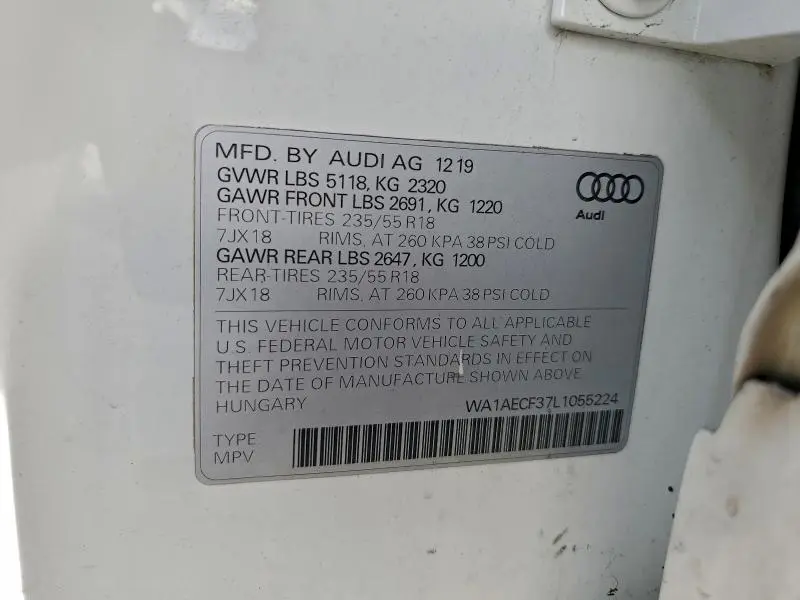 MFD. BY AUDI AG 12 19
GVWR LBS 5118, KG 2320
GAWR FRONT LBS 2691, KG 1220
FRONT-TIRES 235/55 R18
7JX18 RIMS, AT 260 KPA 38 PSI COLD
GAWR REAR LBS 2647, KG 1200
REAR-TIRES 235/55 R18
7JX18 RIMS, AT 260 KPA 38 PSI COLD
Audi
THIS VEHICLE CONFORMS TO ALL APPLICABLE
U.S. FEDERAL MOTOR VEHICLE SAFETY AND
THEFT PREVENTION STANDARDS IN EFFECT ON
THE DATE OF MANUFACTURE SHOWN ABOVE.
HUNGARY WA1AECF37L1055224
TYPE
MPV